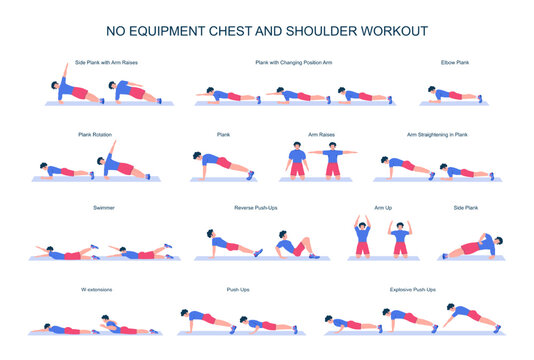 NO EQUIPMENT CHEST AND SHOULDER WORKOUT
Side Plank with Arm Raises
Plank with Changing Position Arm
Elbow Plank
Plank Rotation
Plank
Arm Raises
Arm Straightening in Plank
Swimmer
Reverse Push-Ups
Arm Up
Side Plank
W extensions
Push Ups
Explosive Push Ups